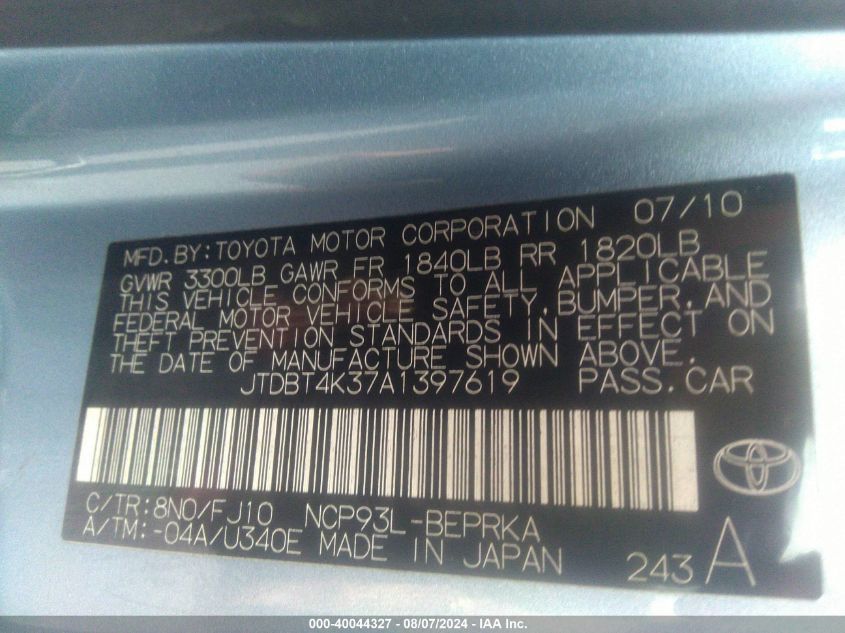 MFD.BY:TOYOTA MOTOR CORPORATION 07/10
GVWR 3300LB GAWR FR 1840LB RR 1820LB
THIS VEHICLE CONFORMS TO ALL APPLICABLE
FEDERAL MOTOR VEHICLE SAFETY,BUMPER,AND
THEFT PREVENTION STANDARDS IN EFFECT ON
THE DATE OF MANUFACTURE SHOWN ABOVE.
JTDBT4K37A1397619 PASS.CAR
C/TR:8N0/FJ10 NCP93L-BEPRKA
A/TM:-04A/U340E MADE IN JAPAN 243 A
000-40044327 - 08/07/2024 - IAA Inc.